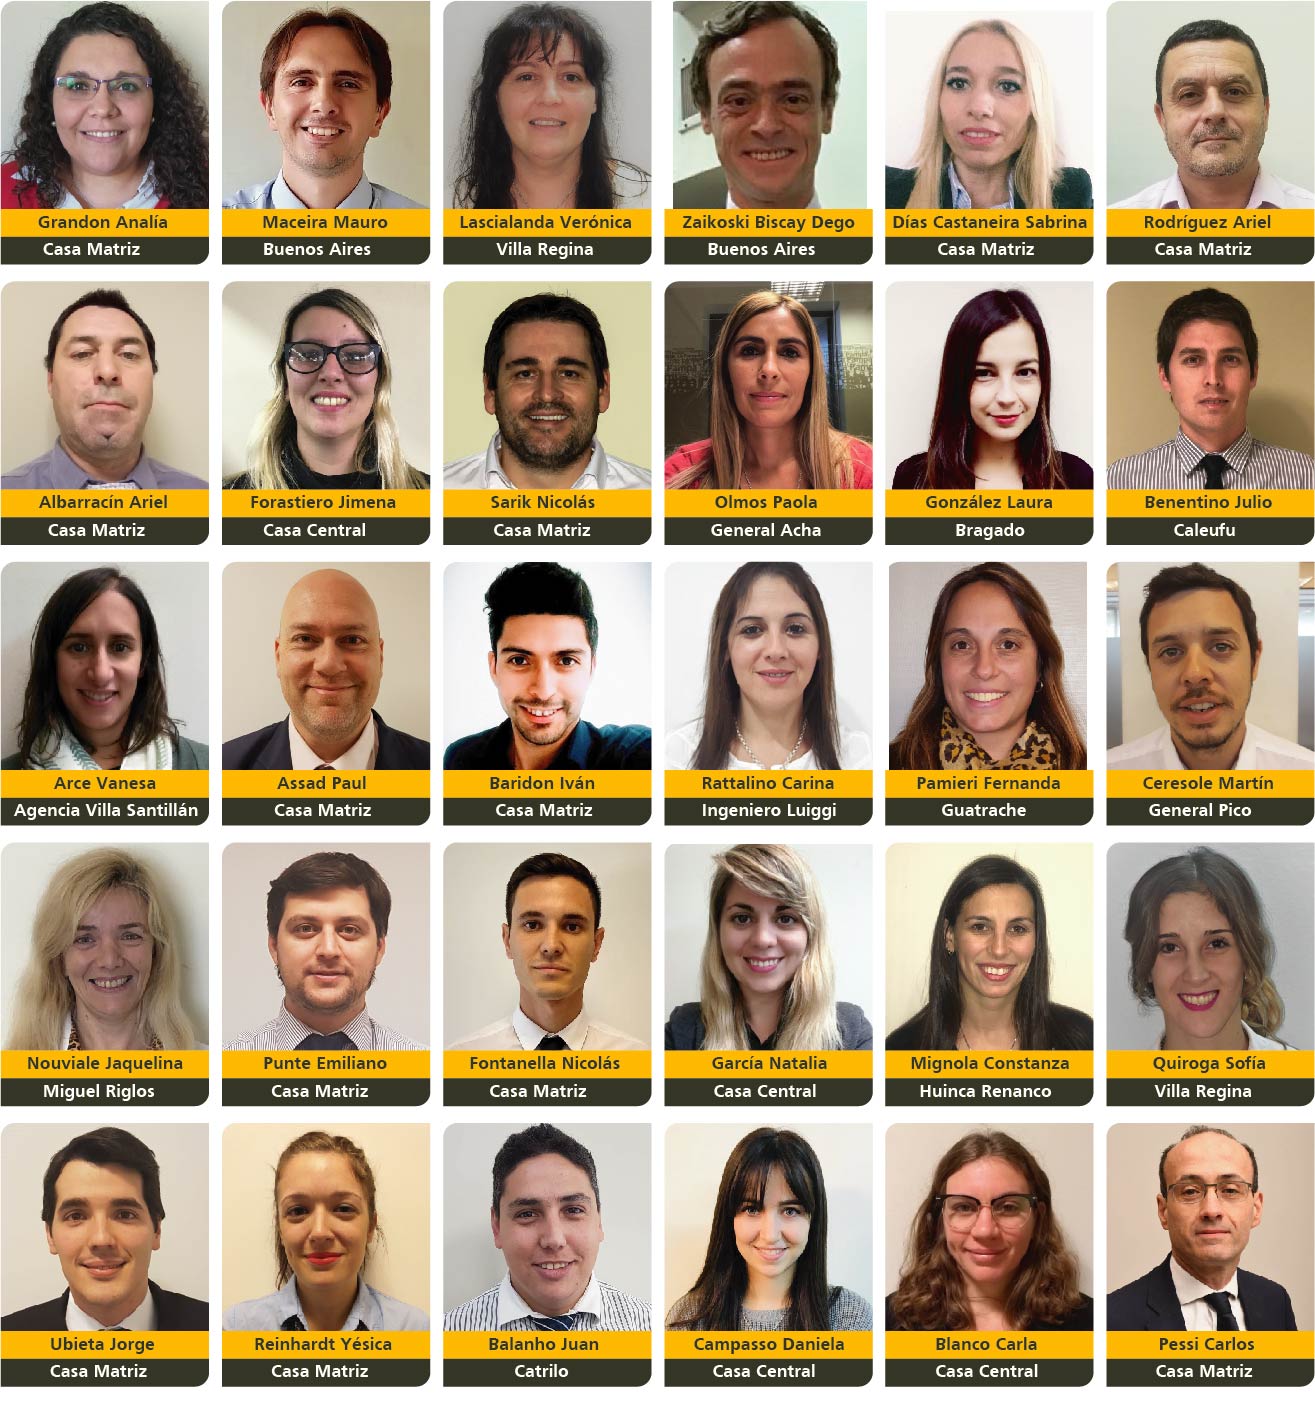 Grandon Analía
Casa Matriz
Maceira Mauro
Buenos Aires
Lascialanda Verónica
Villa Regina
Zaikoski Biscay Dego
Buenos Aires
Días Castaneira Sabrina
Casa Matriz
Rodríguez Ariel
Casa Matriz
Albarracín Ariel
Casa Matriz
Forastiero Jimena
Casa Central
Sarik Nicolás
Casa Matriz
Olmos Paola
General Acha
González Laura
Bragado
Benentino Julio
Caleufu
Arce Vanesa
Agencia Villa Santillán
Assad Paul
Casa Matriz
Baridon Iván
Casa Matriz
Rattalino Carina
Ingeniero Luiggi
Pamieri Fernanda
Guatrache
Ceresole Martín
General Pico
Nouviale Jaquelina
Miguel Riglos
Punte Emiliano
Casa Matriz
Fontanella Nicolás
Casa Matriz
García Natalia
Casa Central
Mignola Constanza
Huinca Renanco
Quiroga Sofía
Villa Regina
Ubieta Jorge
Casa Matriz
Reinhardt Yésica
Casa Matriz
Balanho Juan
Catrilo
Campasso Daniela
Casa Central
Blanco Carla
Casa Central
Pessi Carlos
Casa Matriz